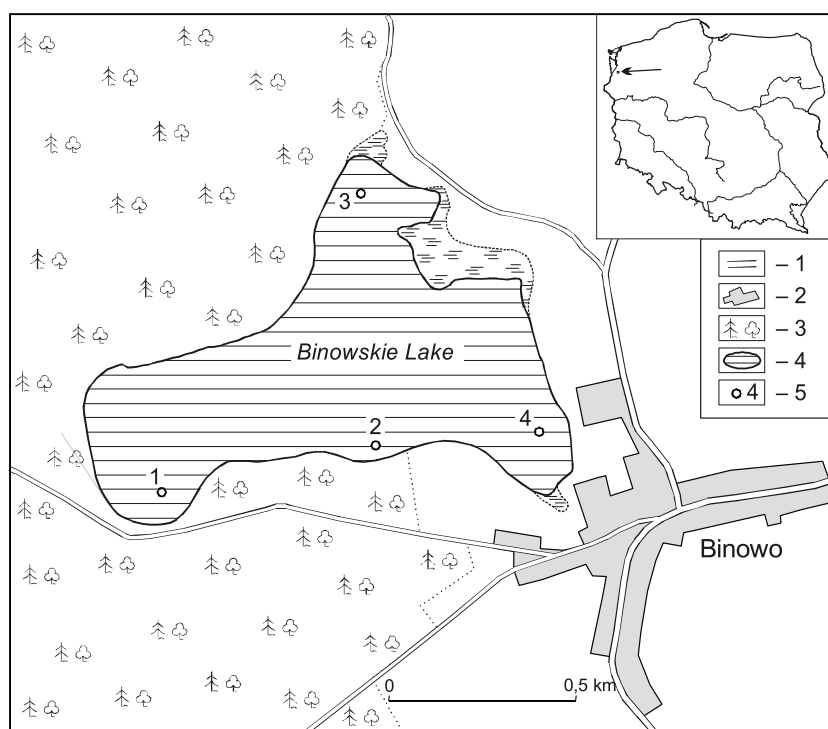 3
Binowskie Lake
2
4
1
Binowo
0
0,5 km
– 1
– 2
– 3
– 4
4 – 5